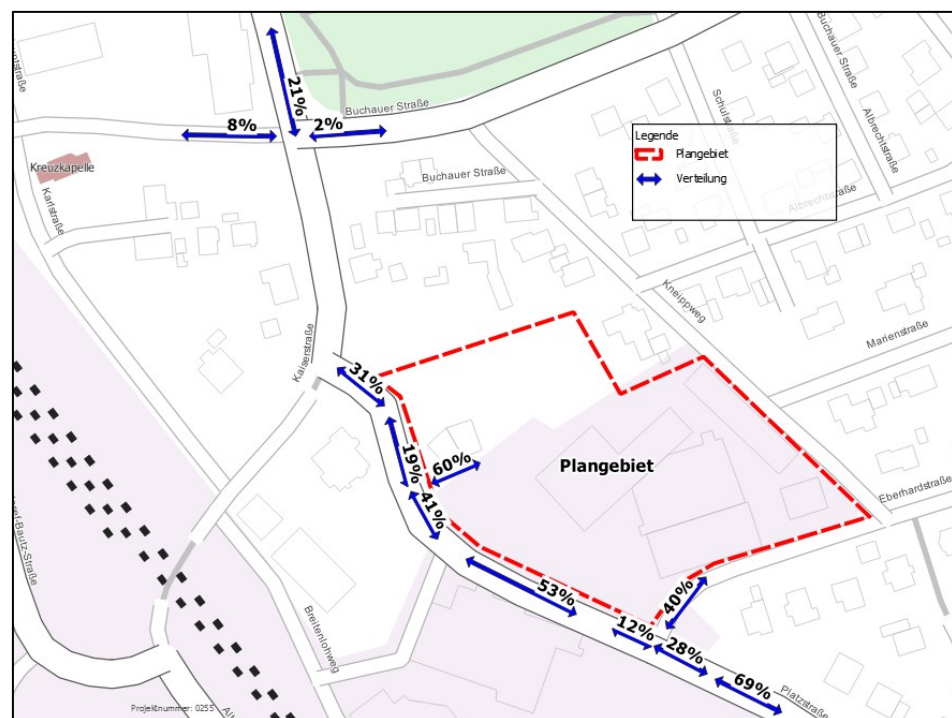 21%
Buchauer Straße
8%
2%
Kreuzkapelle
Karlstraße
Buchauer Straße
Schulstraße
Buchauer Straße
Albrechtstraße
Albrechtstraße
Legende
Plangebiet
Verteilung
Kneippweg
Marienstraße
Kaiserstraße
31%
19%
60%
41%
Plangebiet
Eberhardstraße
53%
40%
12%
28%
69%
Platzstraße
Breitenlohweg
Projektnummer: 0255